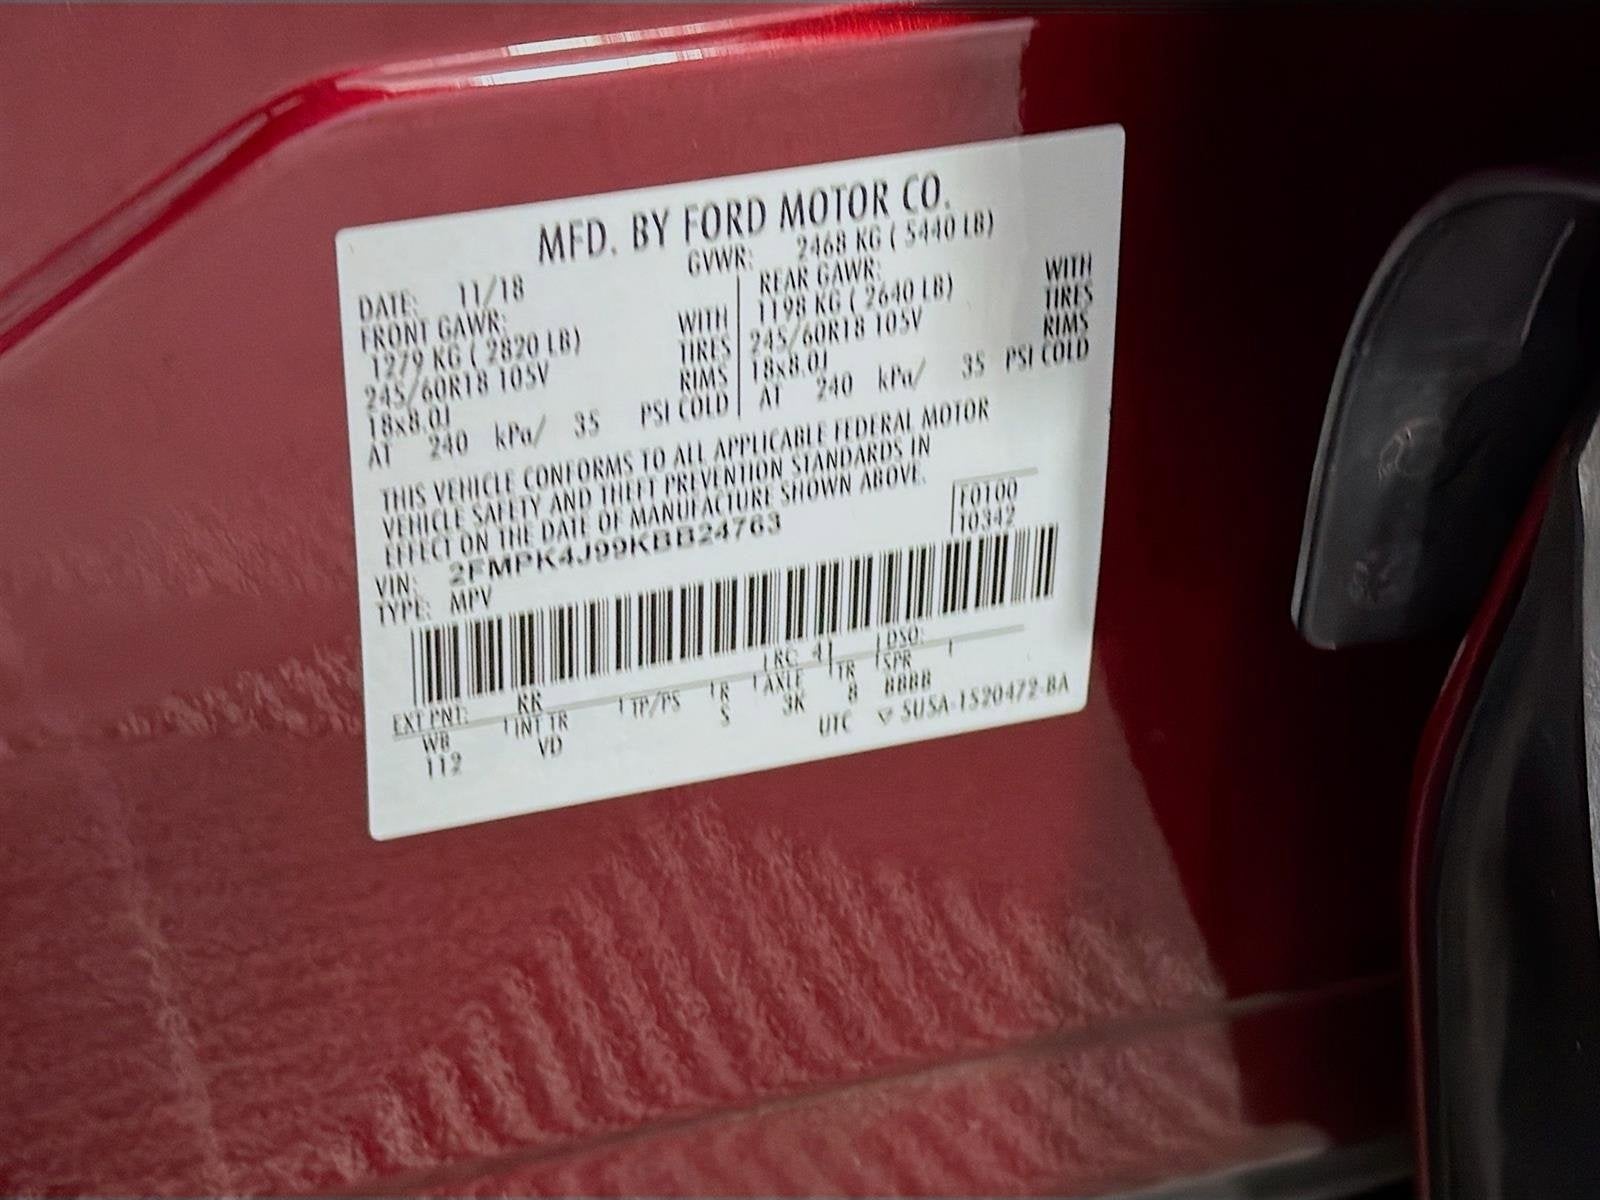 MFD. BY FORD MOTOR CO.
DATE: 11/18 GVWR: 2468 KG ( 5440 LB)
FRONT GAWR: REAR GAWR:
1279 KG ( 2820 LB) WITH 1198 KG ( 2640 LB) WITH
245/60R18 105V TIRES 245/60R18 105V TIRES
18x8.0J RIMS 18x8.0J RIMS
AT 240 kPa/ 35 PSI COLD AT 240 kPa/ 35 PSI COLD
THIS VEHICLE CONFORMS TO ALL APPLICABLE FEDERAL MOTOR
VEHICLE SAFETY AND THEFT PREVENTION STANDARDS IN
EFFECT ON THE DATE OF MANUFACTURE SHOWN ABOVE.
VIN: 2FMPK4J99KBB24763 F0100
TYPE: MPV 10342
EXT PNT: RR RC: 41 DSO:
WB INT TR TP/PS R AXLE TR SPR
112 VD S 3K 8 BBBB
UTC ▽ SU5A-1520472-BA